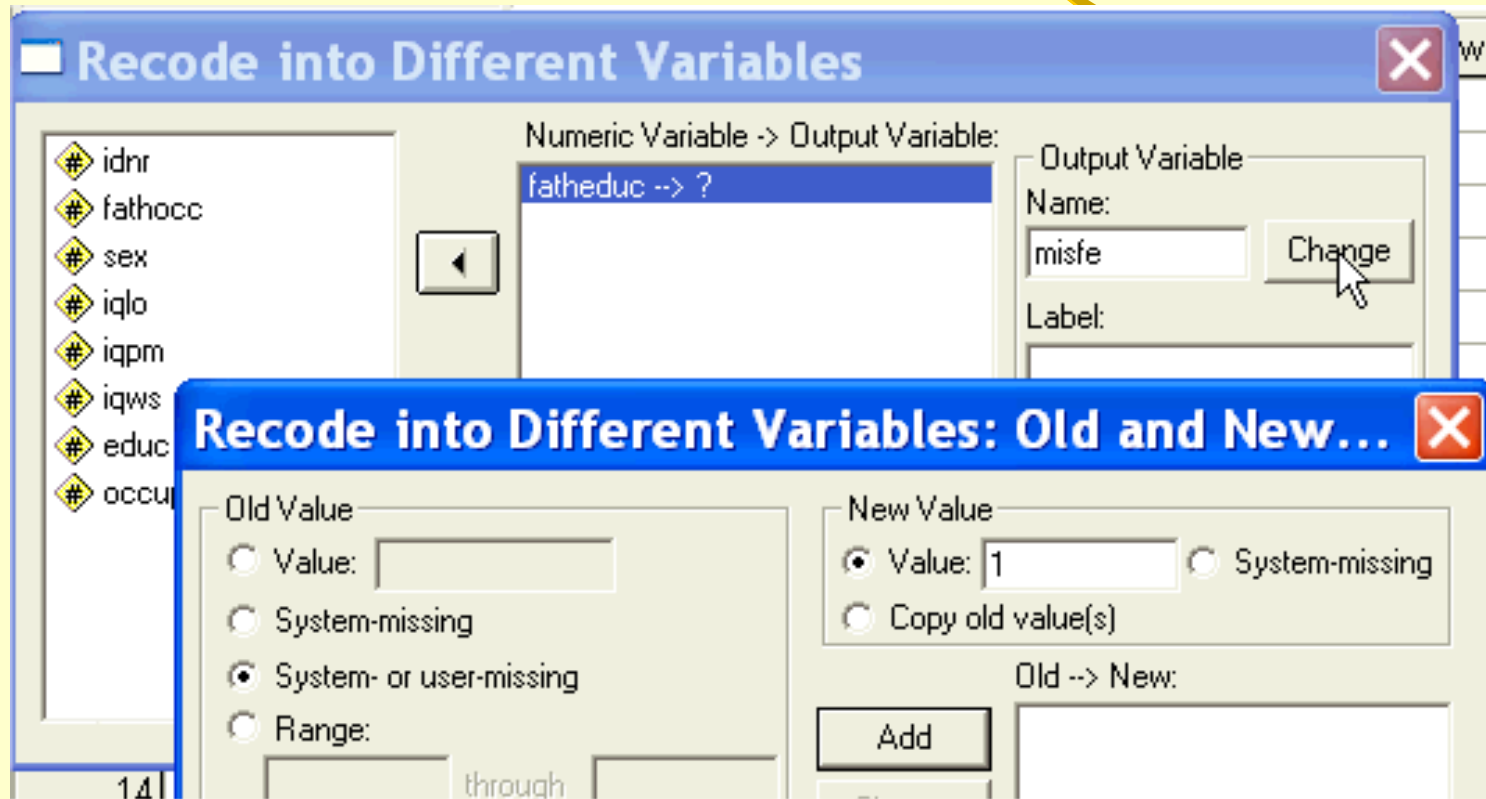 Recode into Different Variables
W
idnr
fathocc
sex
iqlo
iqpm
iqws
educ
occup
Numeric Variable -> Output Variable:
fatheduc --> ?
Output Variable
Name:
misfe
Change
Label:
Recode into Different Variables: Old and New...
Old Value
Value:
System-missing
System- or user-missing
Range:
through
New Value
Value: 1
System-missing
Copy old value(s)
Old --> New:
Add
14